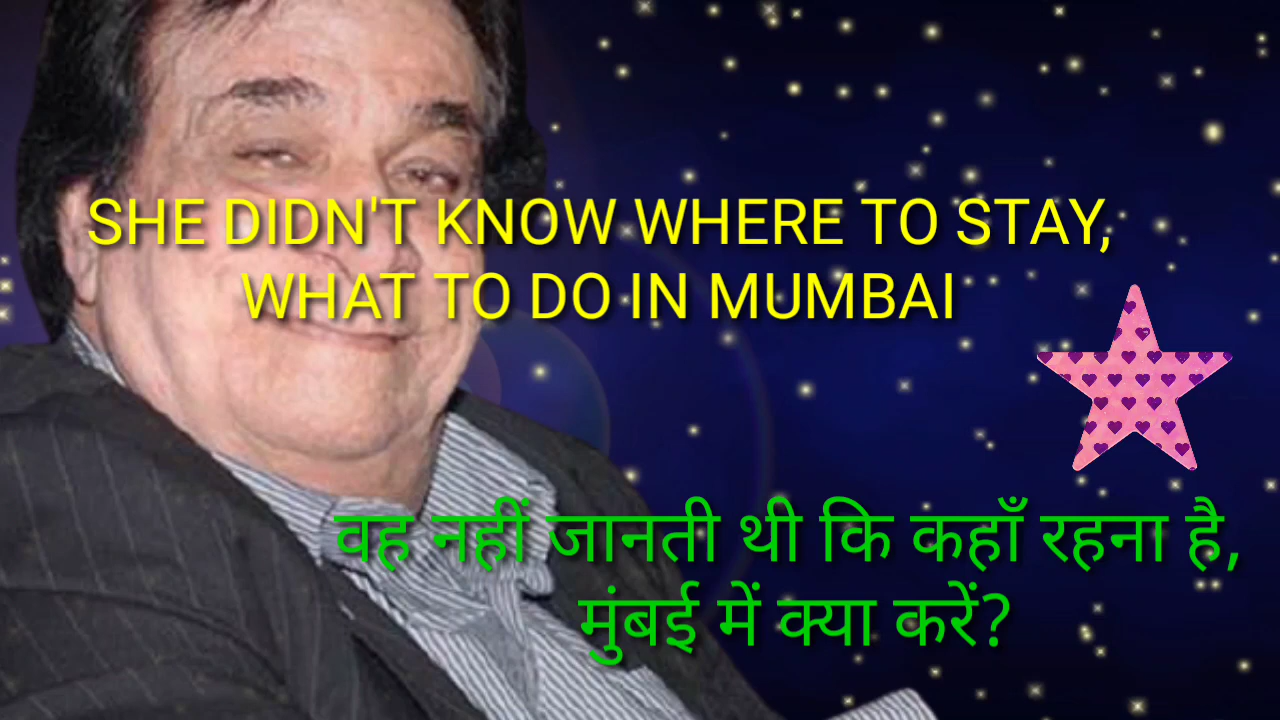 SHE DIDN'T KNOW WHERE TO STAY,
WHAT TO DO IN MUMBAI
वह नहीं जानती थी कि कहाँ रहना है,
मुंबई में क्या करें?